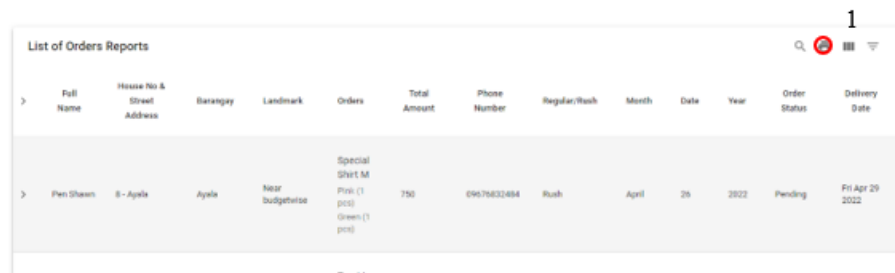 1
List of Orders Reports
Full
Name
House No &
Street
Address
Barangay
Landmark
Orders
Total
Amount
Phone
Number
Regular/Rush
Month
Date
Year
Order
Status
Delivery
Date
Pen Shawn
8 - Ayala
Ayala
Near
budgetwise
Special
Shirt M
Pink (1
pcs)
Green (1
pcs)
750
09676832484
Rush
April
26
2022
Pending
Fri Apr 29
2022